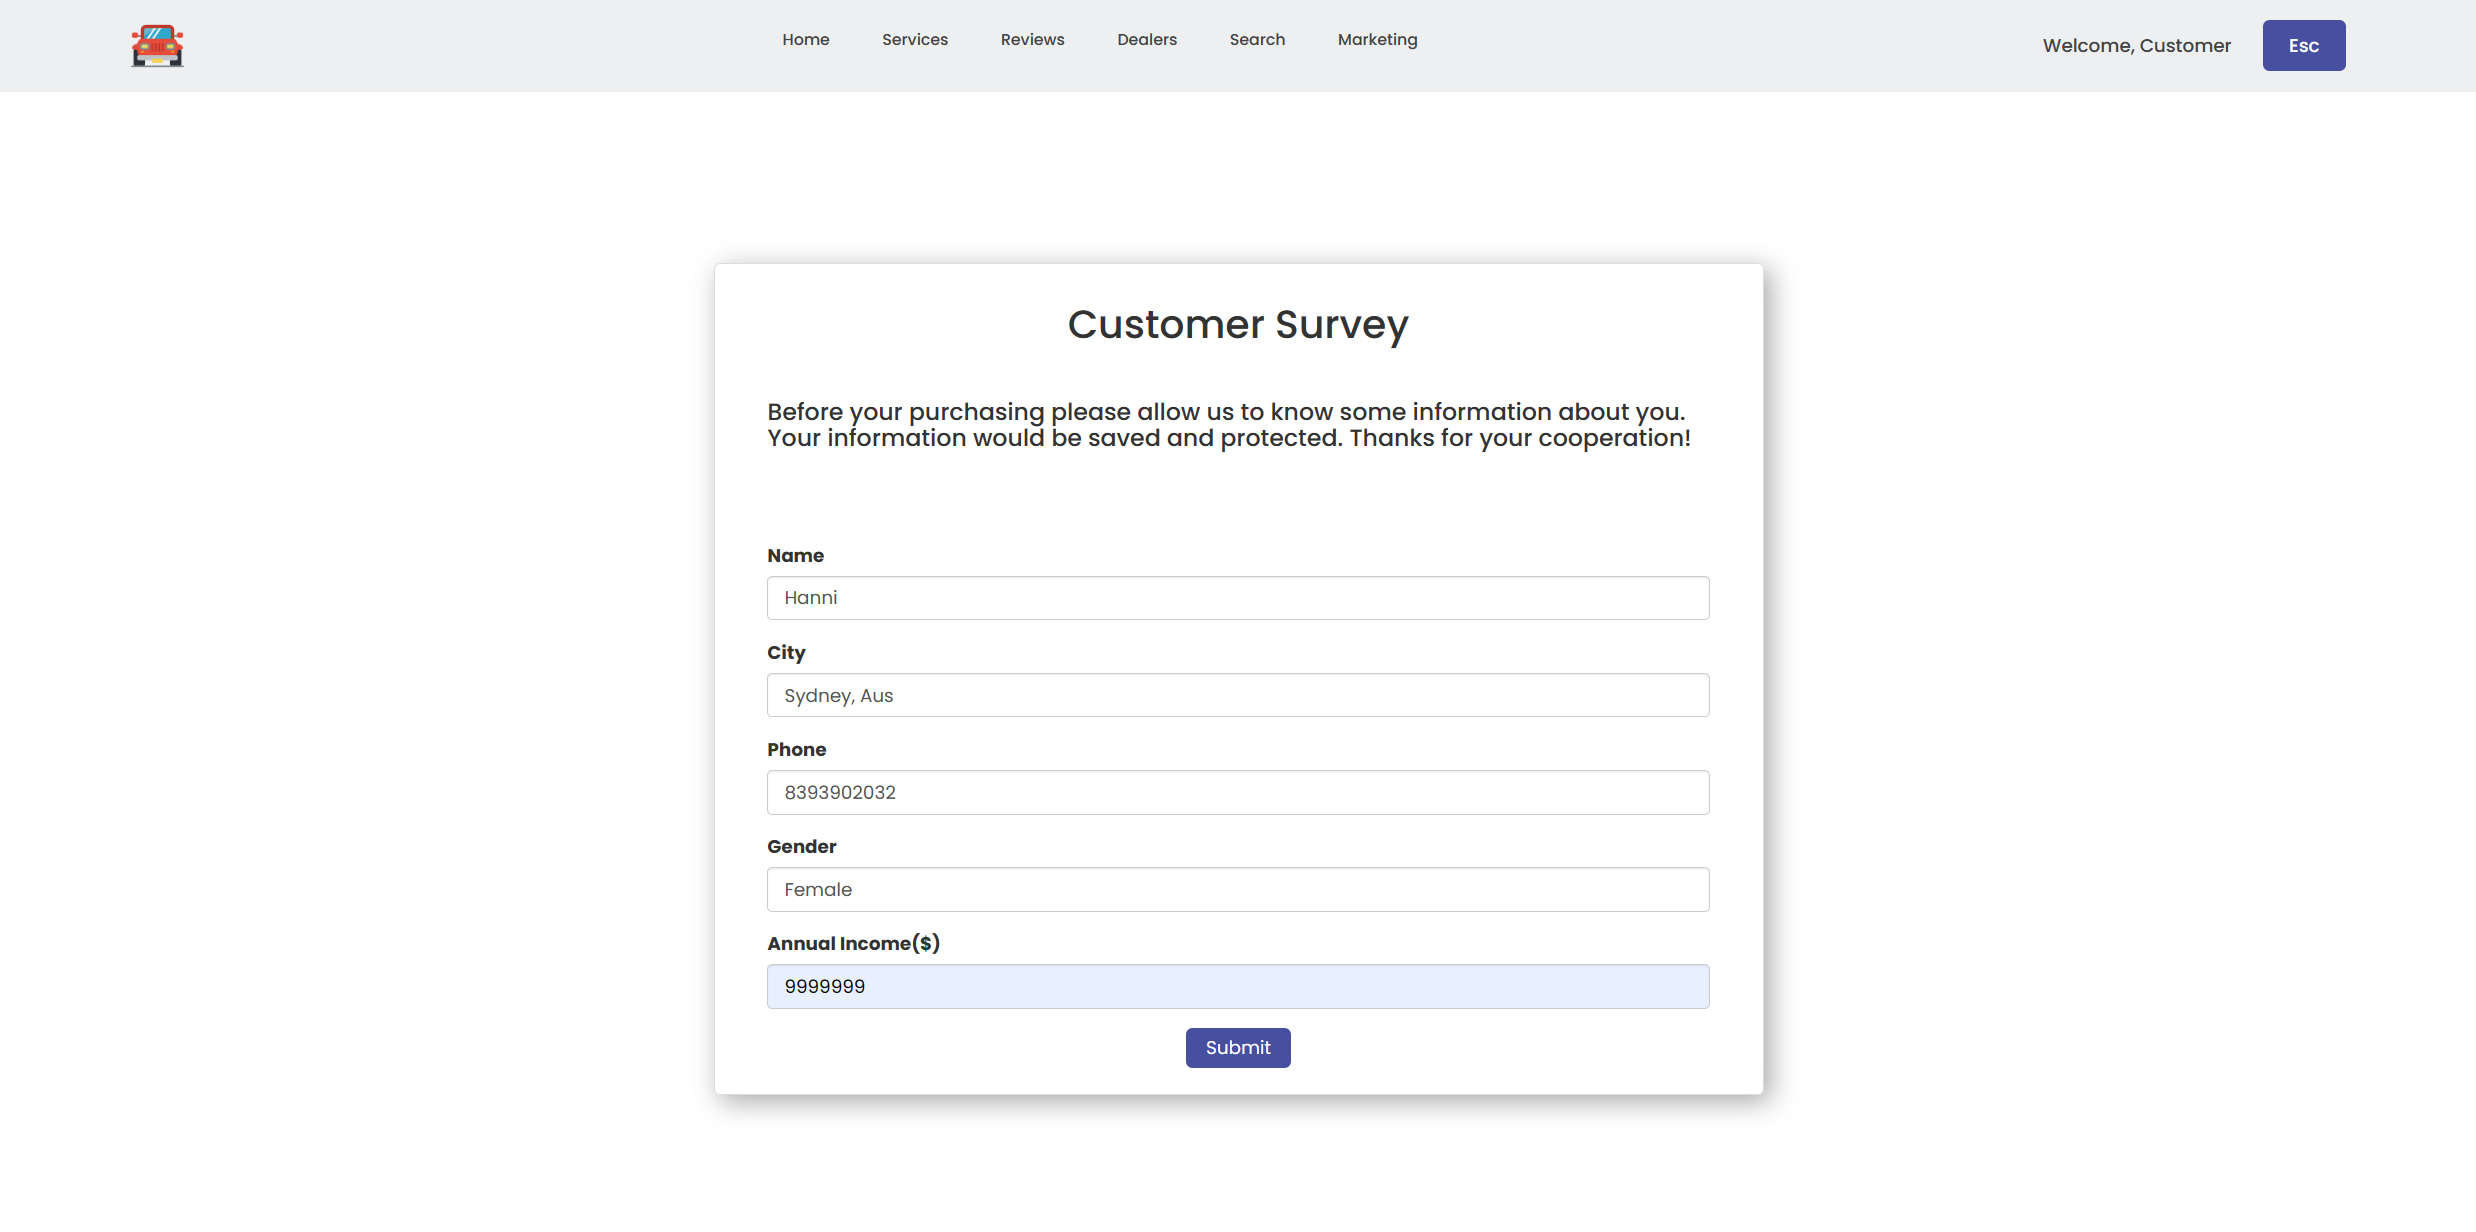 Home Services Reviews Dealers Search Marketing Welcome, Customer Esc
Customer Survey
Before your purchasing please allow us to know some information about you.
Your information would be saved and protected. Thanks for your cooperation!
Name
Hanni
City
Sydney, Aus
Phone
8393902032
Gender
Female
Annual Income($)
9999999
Submit